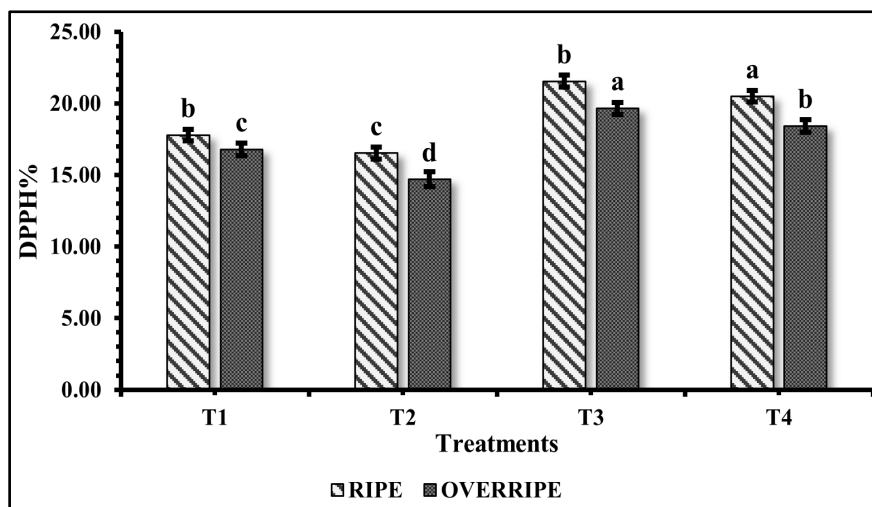 DPPH%
25.00
20.00
15.00
10.00
5.00
0.00
b
c
c
d
b
a
a
b
T1 T2 T3 T4
Treatments
RIPE OVERRIPE